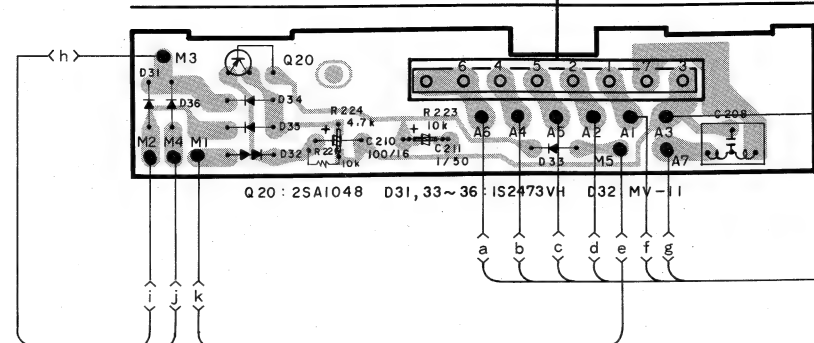 h
M3
Q20
6 4 5 2 1 7 3
D31
D36
D34
R224
4.7k
R223
10k
C208
D35
M2 M4 M1
D32
C210
100/16
C211
1/50
10k
A6 A4 A5 A2 A1 A3
D33
M5
A7
Q20 : 2SA1048 D31, 33~36 : 1S2473VH D32 MV-11
a b c d e f g
i j k